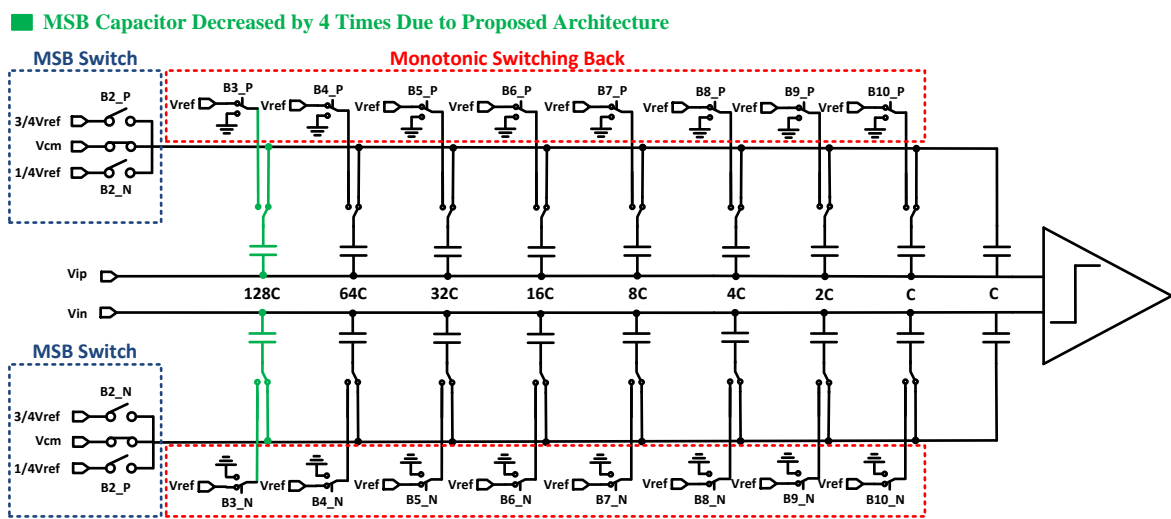 MSB Capacitor Decreased by 4 Times Due to Proposed Architecture
MSB Switch
Monotonic Switching Back
B2_P
3/4Vref
Vcm
1/4Vref
B2_N
Vref B3_P
Vref B4_P
Vref B5_P
Vref B6_P
Vref B7_P
Vref B8_P
Vref B9_P
Vref B10_P
Vip
128C 64C 32C 16C 8C 4C 2C C C
Vin
MSB Switch
B2_N
3/4Vref
Vcm
1/4Vref
B2_P
Vref B3_N
Vref B4_N
Vref B5_N
Vref B6_N
Vref B7_N
Vref B8_N
Vref B9_N
Vref B10_N